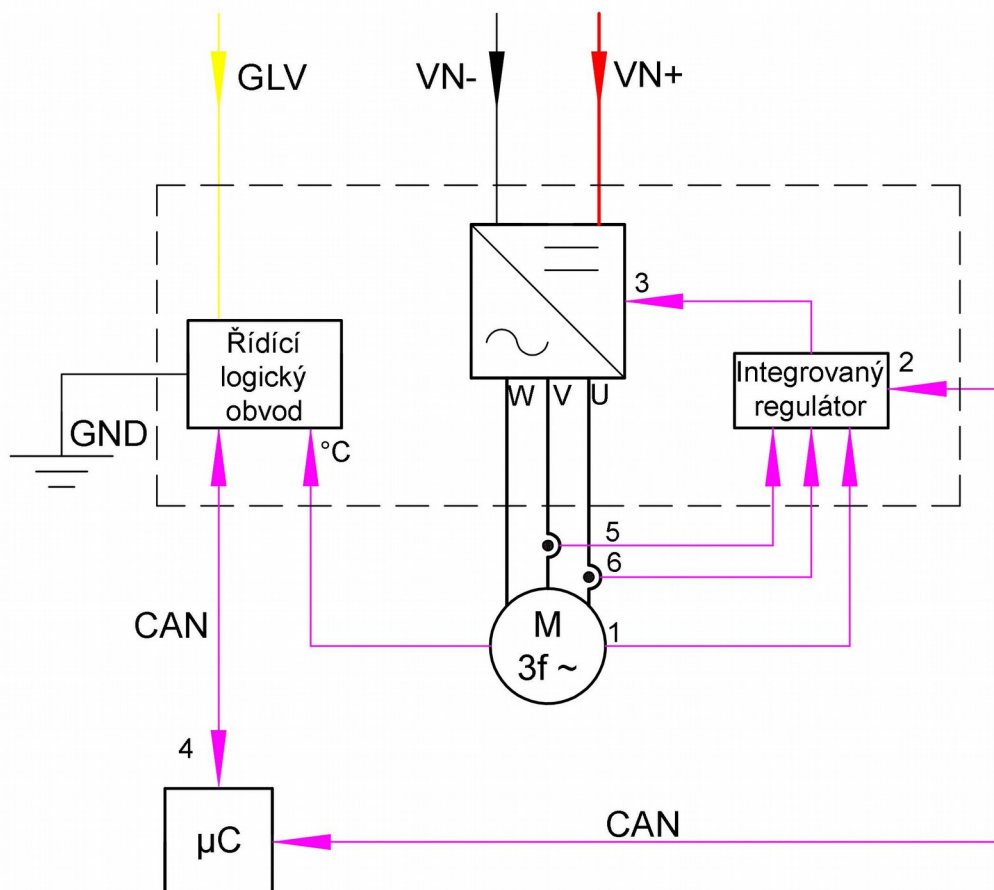 GLV
VN-
VN+
3
Řídící
logický
obvod
Integrovaný
regulátor
2
W
V
U
GND
°C
5
6
M
3f ~
1
CAN
4
µC
CAN